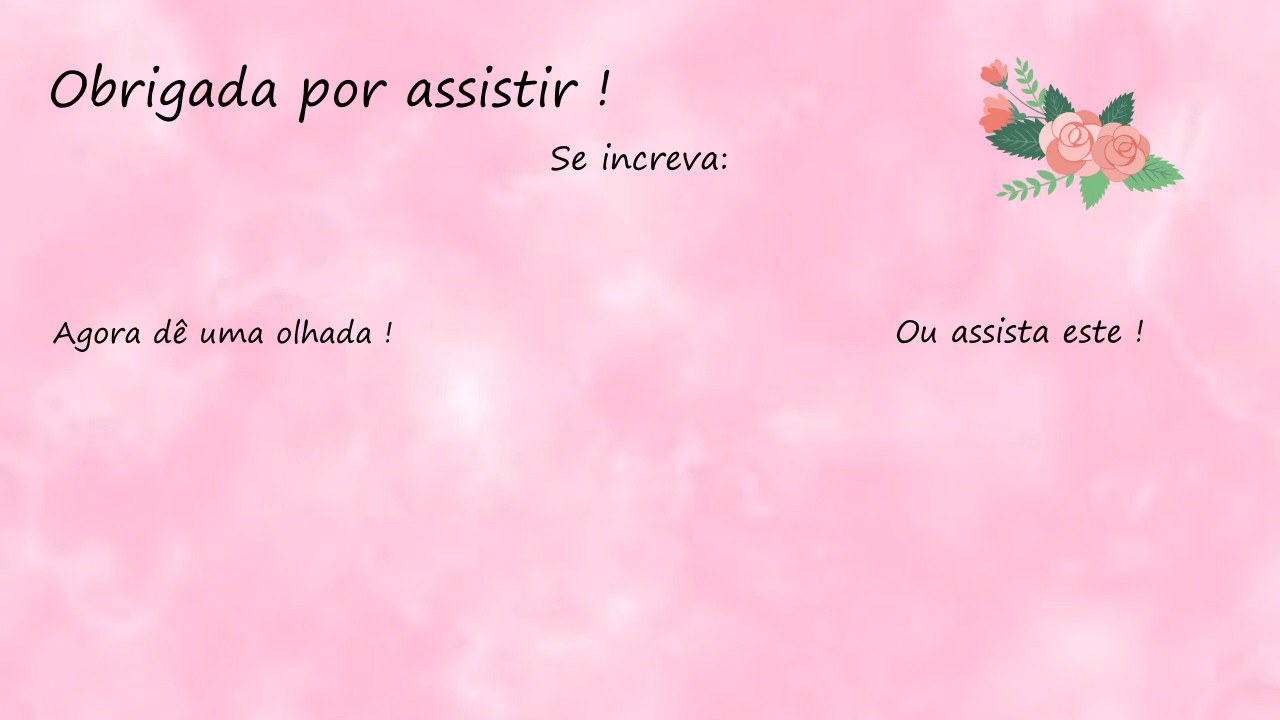 Obrigada por assistir !
Se increva:
Agora dê uma olhada !
Ou assista este !